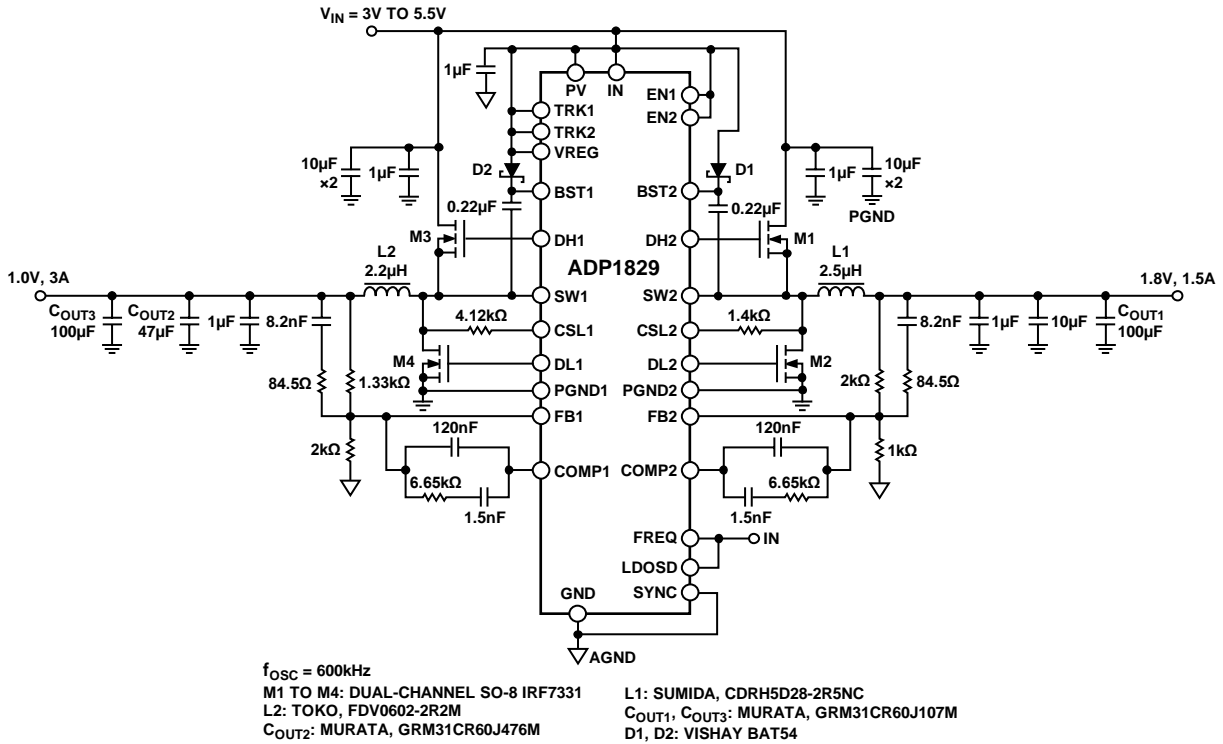 V_IN = 3V TO 5.5V
1µF
PV
IN
TRK1
TRK2
VREG
EN1
EN2
10µF
×2
1µF
D2
D1
1µF
10µF
×2
PGND
BST1
BST2
0.22µF
0.22µF
M3
DH1
DH2
M1
ADP1829
1.0V, 3A
L2
2.2µH
SW1
SW2
L1
2.5µH
1.8V, 1.5A
C_OUT3
100µF
C_OUT2
47µF
1µF
8.2nF
4.12kΩ
CSL1
CSL2
1.4kΩ
8.2nF
1µF
10µF
C_OUT1
100µF
M4
DL1
DL2
M2
84.5Ω
1.33kΩ
PGND1
PGND2
2kΩ
84.5Ω
FB1
FB2
2kΩ
120nF
120nF
1kΩ
COMP1
COMP2
6.65kΩ
1.5nF
6.65kΩ
1.5nF
FREQ
IN
LDOSD
SYNC
GND
AGND
f_OSC = 600kHz
M1 TO M4: DUAL-CHANNEL SO-8 IRF7331
L2: TOKO, FDV0602-2R2M
C_OUT2: MURATA, GRM31CR60J476M
L1: SUMIDA, CDRH5D28-2R5NC
C_OUT1, C_OUT3: MURATA, GRM31CR60J107M
D1, D2: VISHAY BAT54